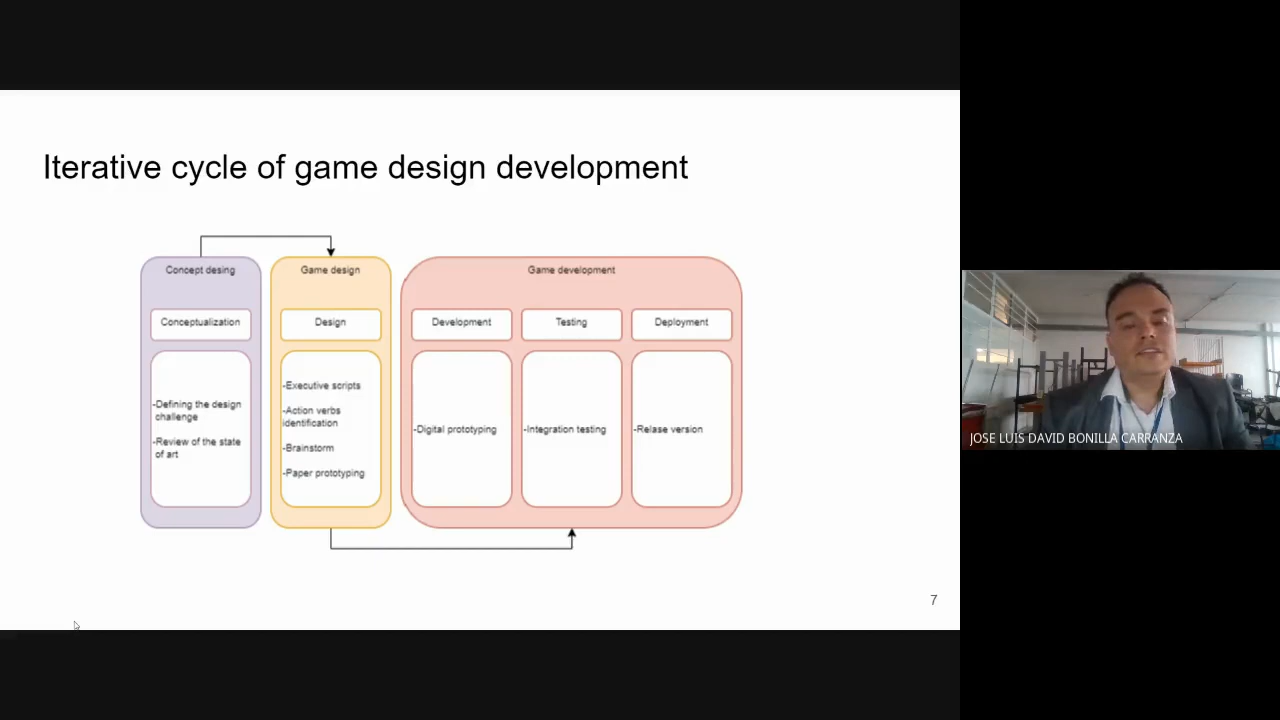 Iterative cycle of game design development
Concept desing
Conceptualization
-Defining the design
challenge
-Review of the state
of art
Game design
Design
-Executive scripts
-Action verbs
identification
-Brainstorm
-Paper prototyping
Game development
Development
-Digital prototyping
Testing
-Integration testing
Deployment
-Relase version
7
JOSE LUIS DAVID BONILLA CARRANZA